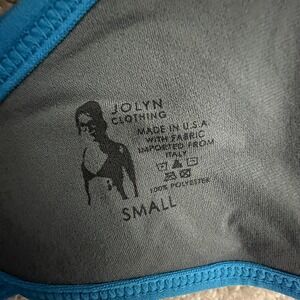 JOLYN
CLOTHING
MADE IN U.S.A.
WITH FABRIC
IMPORTED FROM
ITALY
100% POLYESTER
SMALL